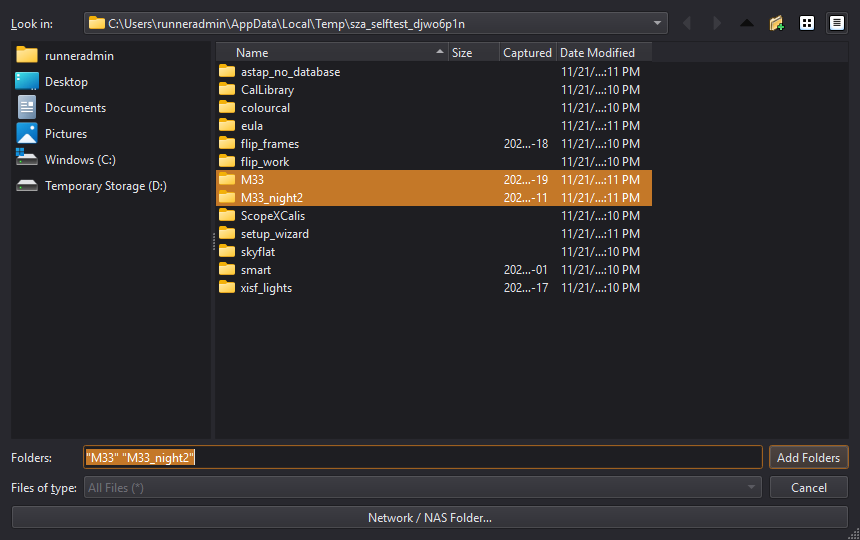 Look in: C:\Users\runneradmin\AppData\Local\Temp\sza_selftest_djwo6p1n
runneradmin
Desktop
Documents
Pictures
Windows (C:)
Temporary Storage (D:)
Name Size Captured Date Modified
astap_no_database 11/21/...:11 PM
CalLibrary 11/21/...:10 PM
colourcal 11/21/...:10 PM
eula 11/21/...:11 PM
flip_frames 202...-18 11/21/...:10 PM
flip_work 11/21/...:10 PM
M33 202...-19 11/21/...:11 PM
M33_night2 202...-11 11/21/...:11 PM
ScopeXCalis 11/21/...:10 PM
setup_wizard 11/21/...:11 PM
skyflat 11/21/...:10 PM
smart 202...-01 11/21/...:10 PM
xisf_lights 202...-17 11/21/...:10 PM
Folders: "M33" "M33_night2" Add Folders
Files of type: All Files (*) Cancel
Network / NAS Folder...